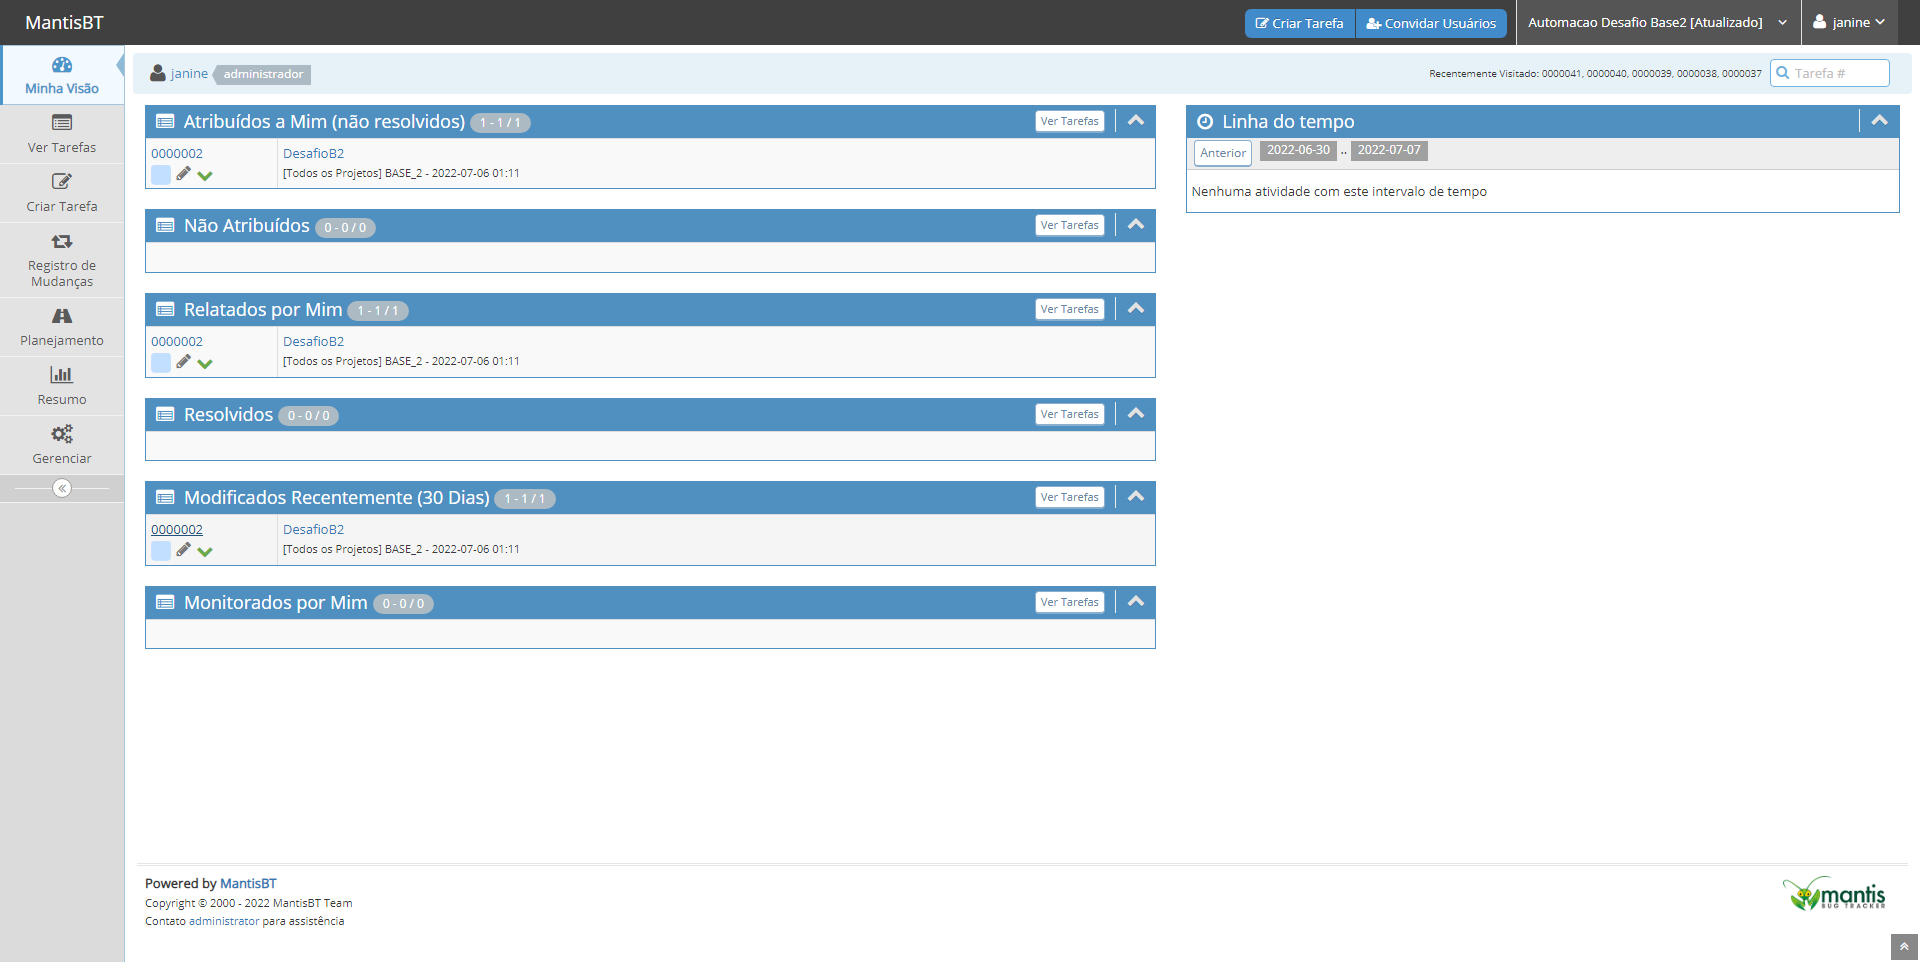 MantisBT
Criar Tarefa
Convidar Usuários
Automacao Desafio Base2 [Atualizado]
janine
Minha Visão
Ver Tarefas
Criar Tarefa
Registro de
Mudanças
Planejamento
Resumo
Gerenciar
janine administrador
Recentemente Visitado: 0000041, 0000040, 0000039, 0000038, 0000037
Tarefa #
Atribuídos a Mim (não resolvidos) 1 - 1 / 1
Ver Tarefas
0000002
DesafioB2
[Todos os Projetos] BASE_2 - 2022-07-06 01:11
Não Atribuídos 0 - 0 / 0
Ver Tarefas
Relatados por Mim 1 - 1 / 1
Ver Tarefas
0000002
DesafioB2
[Todos os Projetos] BASE_2 - 2022-07-06 01:11
Resolvidos 0 - 0 / 0
Ver Tarefas
Modificados Recentemente (30 Dias) 1 - 1 / 1
Ver Tarefas
0000002
DesafioB2
[Todos os Projetos] BASE_2 - 2022-07-06 01:11
Monitorados por Mim 0 - 0 / 0
Ver Tarefas
Linha do tempo
Anterior 2022-06-30 .. 2022-07-07
Nenhuma atividade com este intervalo de tempo
Powered by MantisBT
Copyright © 2000 - 2022 MantisBT Team
Contato administrator para assistência
mantis
BUG TRACKER